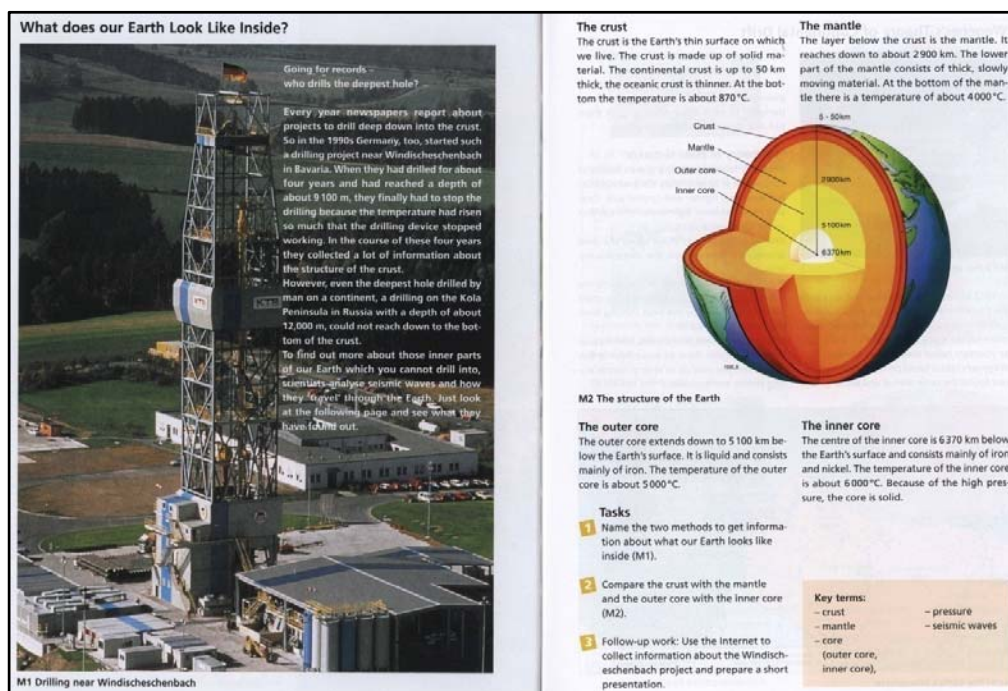 What does our Earth Look Like Inside?
Going for records –
who drills the deepest hole?
Every year newspapers report about
projects to drill deep down into the crust.
So in the 1990s Germany, too, started such
a drilling project near Windischeschenbach
in Bavaria. When they had drilled for about
four years and had reached a depth of
about 9100 m, they finally had to stop the
drilling because the temperature had risen
so much that the drilling device stopped
working. In the course of these four years
they collected a lot of information about
the structure of the crust.
However, even the deepest hole drilled by
man on a continent, a drilling on the Kola
Peninsula in Russia with a depth of about
12,000 m, could not reach down to the bot-
tom of the crust.
To find out more about those inner parts
of our Earth which you cannot drill into,
scientists analyse seismic waves and how
they 'travel' through the Earth. Just look
at the following page and see what they
have found out.
KTB
M1 Drilling near Windischeschenbach
The crust
The crust is the Earth's thin surface on which
we live. The crust is made up of solid ma-
terial. The continental crust is up to 50 km
thick, the oceanic crust is thinner. At the bot-
tom the temperature is about 870°C.
The mantle
The layer below the crust is the mantle. It
reaches down to about 2900 km. The lower
part of the mantle consists of thick, slowly
moving material. At the bottom of the man-
tle there is a temperature of about 4000°C.
5 - 50km
Crust
Mantle
Outer core
Inner core
2900km
5100km
6370km
M2 The structure of the Earth
The outer core
The outer core extends down to 5100 km be-
low the Earth's surface. It is liquid and consists
mainly of iron. The temperature of the outer
core is about 5000°C.
The inner core
The centre of the inner core is 6370 km below
the Earth's surface and consists mainly of iron
and nickel. The temperature of the inner core
is about 6000°C. Because of the high pres-
sure, the core is solid.
Tasks
1 Name the two methods to get informa-
tion about what our Earth looks like
inside (M1).
2 Compare the crust with the mantle
and the outer core with the inner core
(M2).
3 Follow-up work: Use the Internet to
collect information about the Windisch-
eschenbach project and prepare a short
presentation.
Key terms:
– crust
– mantle
– core
(outer core,
inner core),
– pressure
– seismic waves